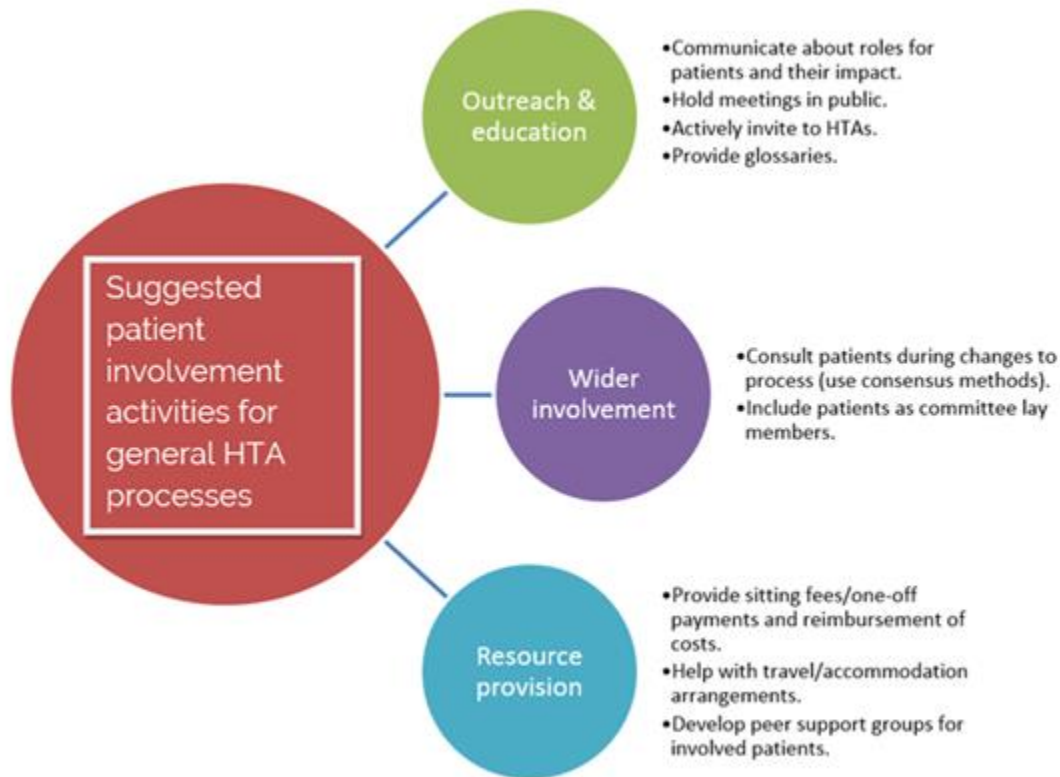 Suggested
patient
involvement
activities for
general HTA
processes
Outreach &
education
•Communicate about roles for
patients and their impact.
•Hold meetings in public.
•Actively invite to HTAs.
•Provide glossaries.
Wider
involvement
•Consult patients during changes to
process (use consensus methods).
•Include patients as committee lay
members.
Resource
provision
•Provide sitting fees/one-off
payments and reimbursement of
costs.
•Help with travel/accommodation
arrangements.
•Develop peer support groups for
involved patients.